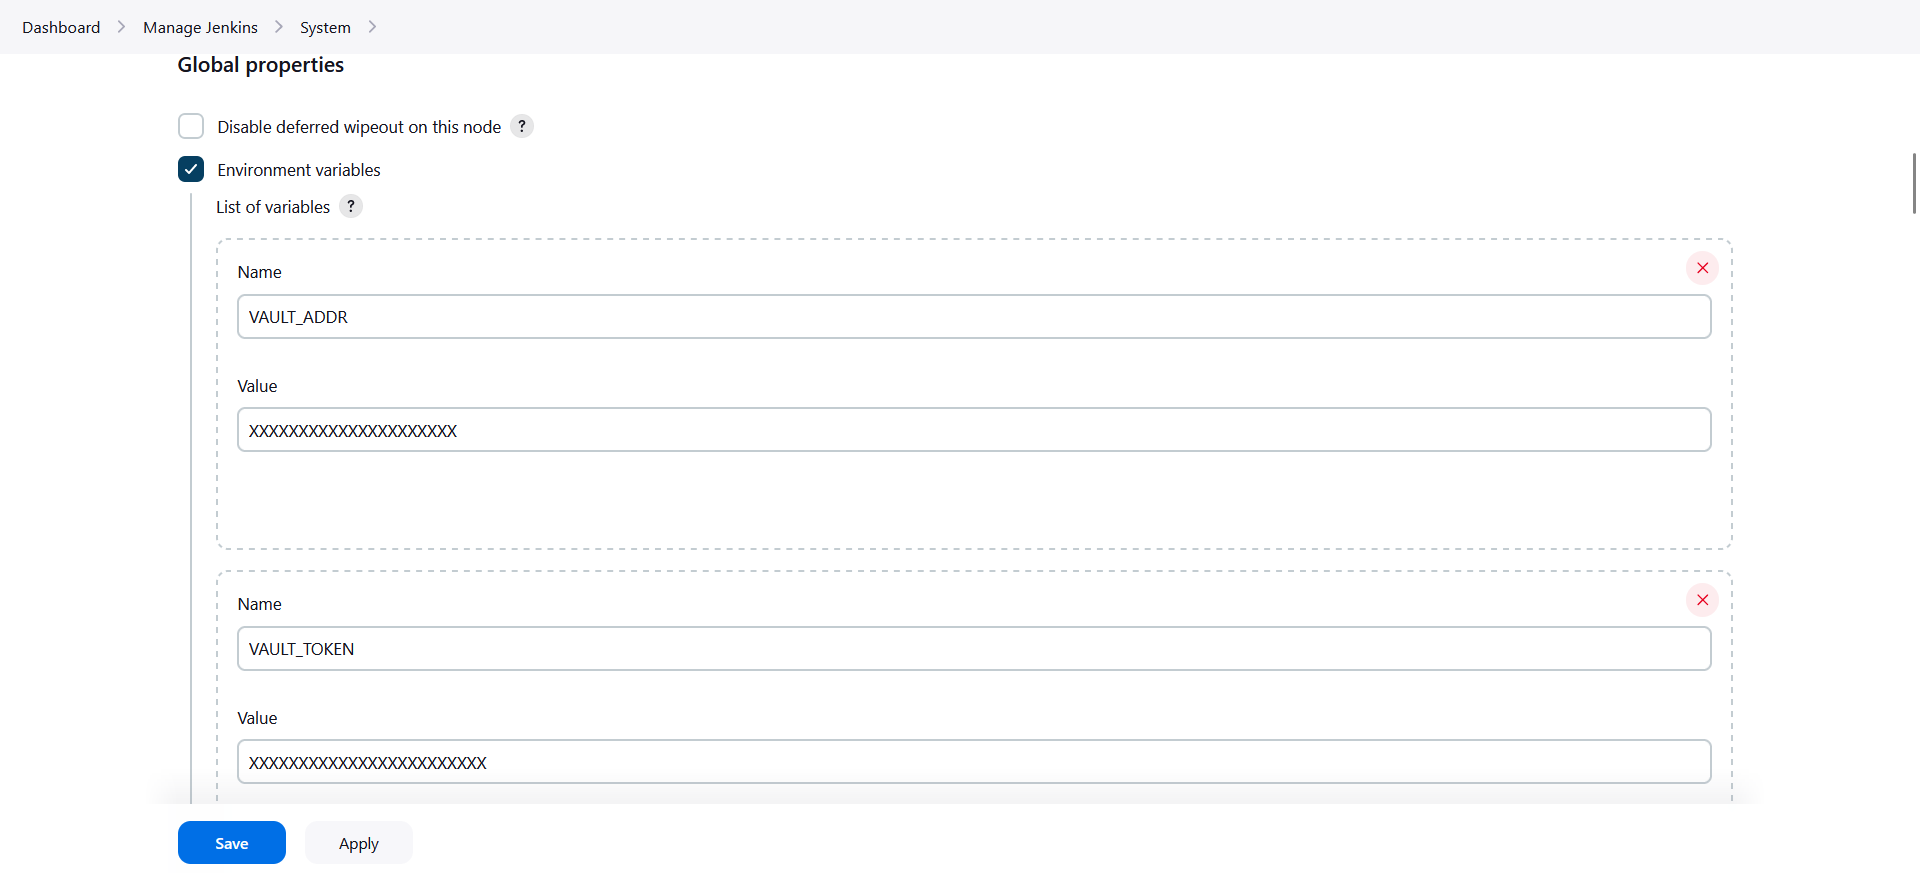 Dashboard > Manage Jenkins > System >
Global properties
Disable deferred wipeout on this node ?
Environment variables
List of variables ?
Name
VAULT_ADDR
Value
XXXXXXXXXXXXXXXXXXXXX
Name
VAULT_TOKEN
Value
XXXXXXXXXXXXXXXXXXXXXXXX
Save Apply